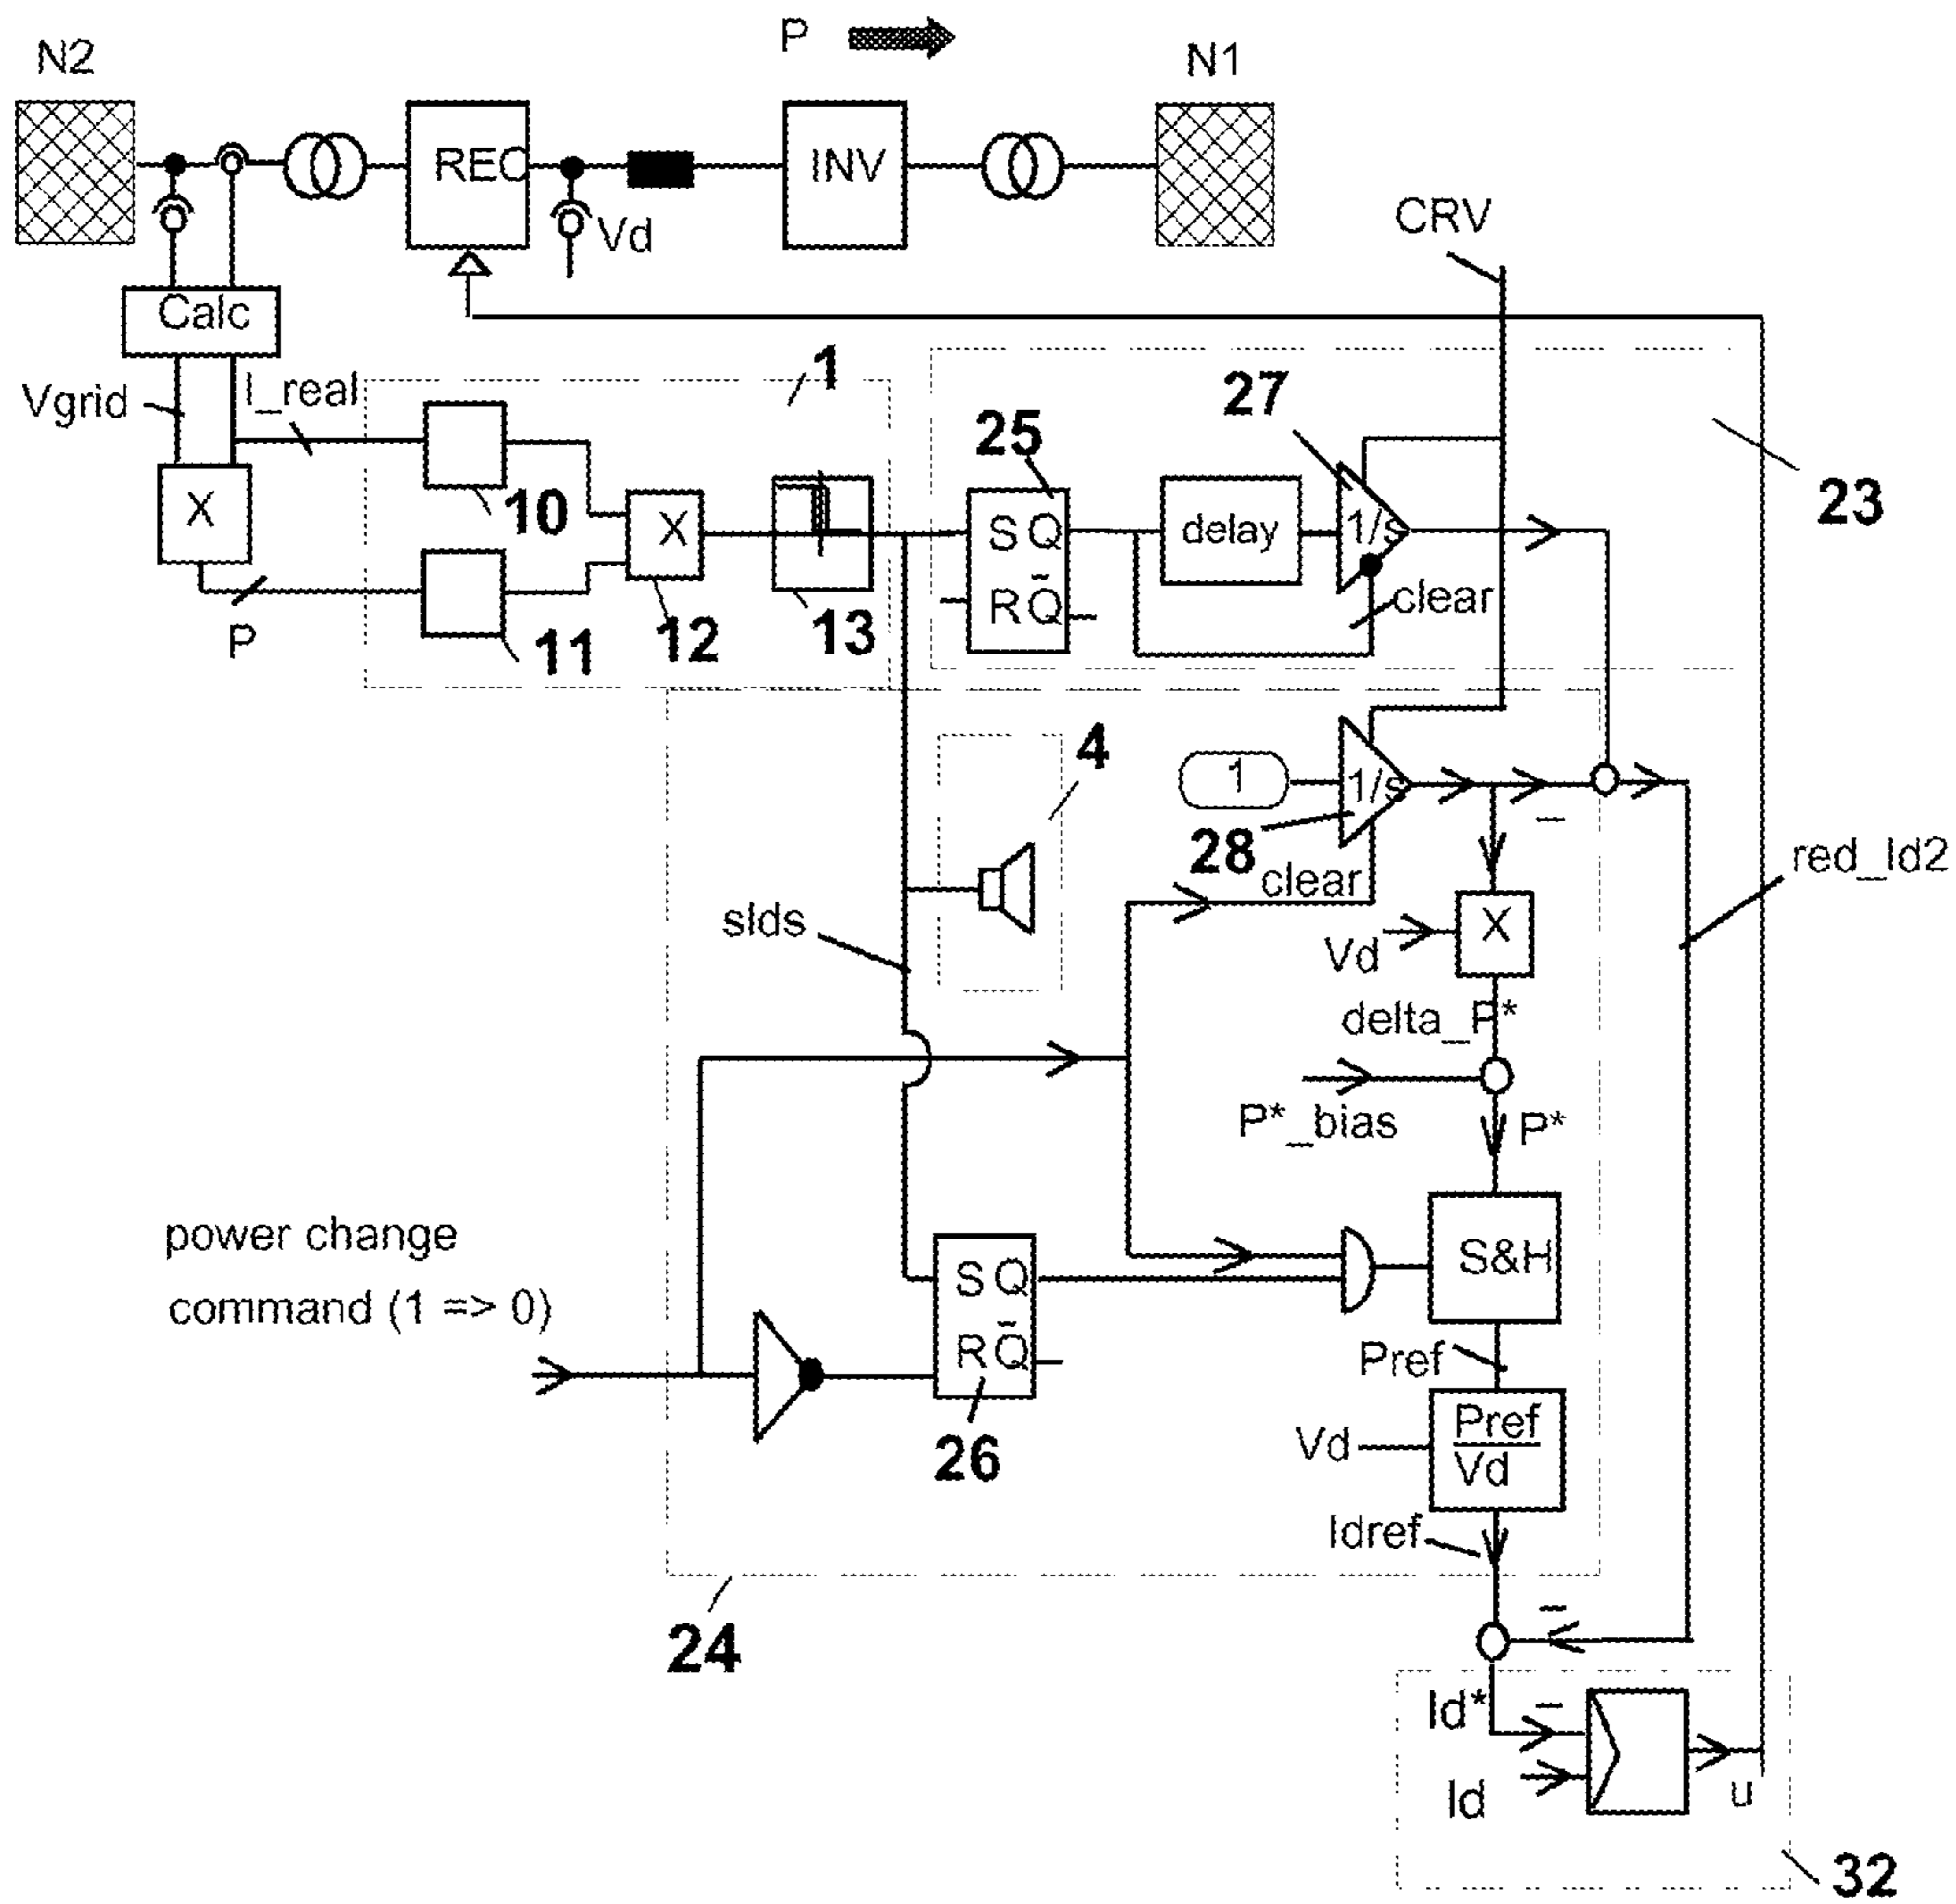 P
N2
N1
REC
INV
Vd
CRV
Calc
1
Vgrid
I_real
27
25
23
X
10
X
S Q
delay
1/s
clear
R Q̄
P
11
12
13
4
1
1/s
28
clear
red_Id2
slds
Vd
X
delta_P*
P*_bias
P*
power change
command (1 => 0)
S Q
S&H
R Q̄
Pref
26
Vd
Pref
Vd
Idref
24
Id*
Id
u
32